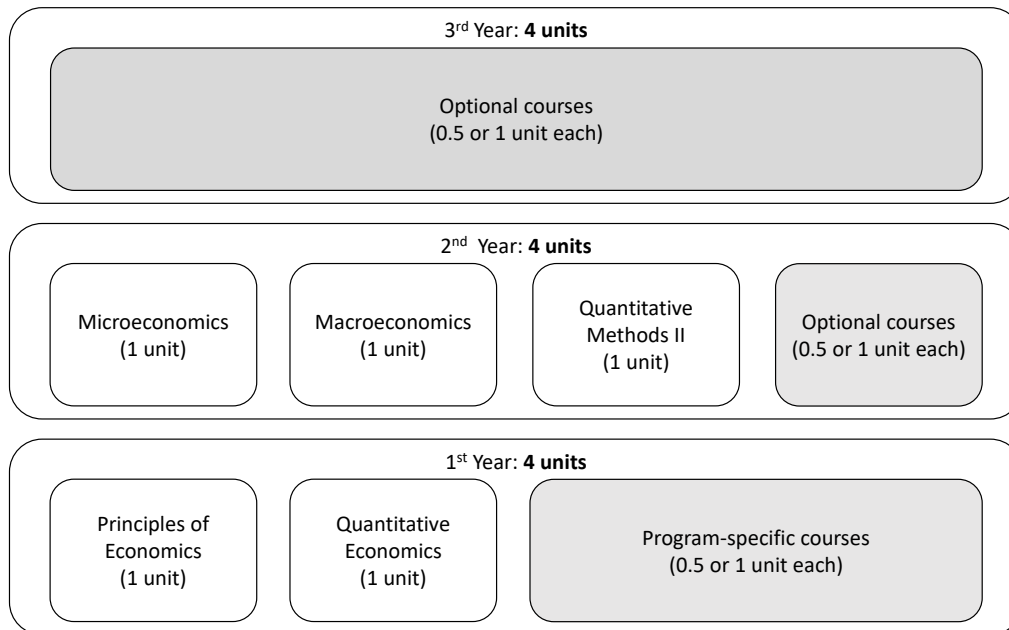 3rd Year: 4 units
Optional courses
(0.5 or 1 unit each)
2nd Year: 4 units
Microeconomics
(1 unit)
Macroeconomics
(1 unit)
Quantitative
Methods II
(1 unit)
Optional courses
(0.5 or 1 unit each)
1st Year: 4 units
Principles of
Economics
(1 unit)
Quantitative
Economics
(1 unit)
Program-specific courses
(0.5 or 1 unit each)